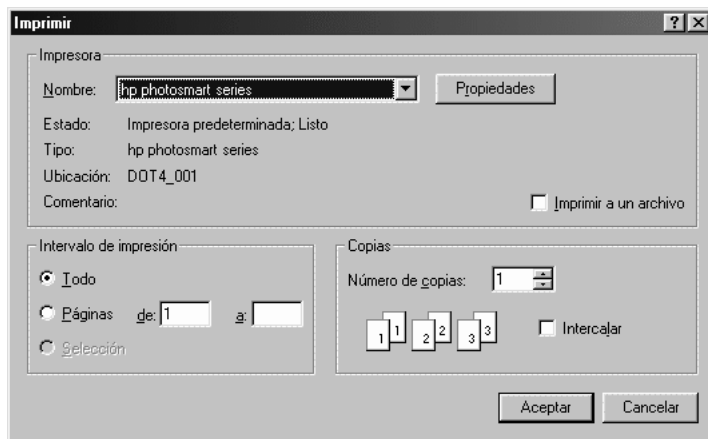 Imprimir
Impresora
Nombre: hp photosmart series Propiedades
Estado: Impresora predeterminada; Listo
Tipo: hp photosmart series
Ubicación: DOT4_001
Comentario: Imprimir a un archivo
Intervalo de impresión
Todo
Páginas de: 1 a:
Selección
Copias
Número de copias: 1
1 1 2 2 3 3 Intercalar
Aceptar Cancelar